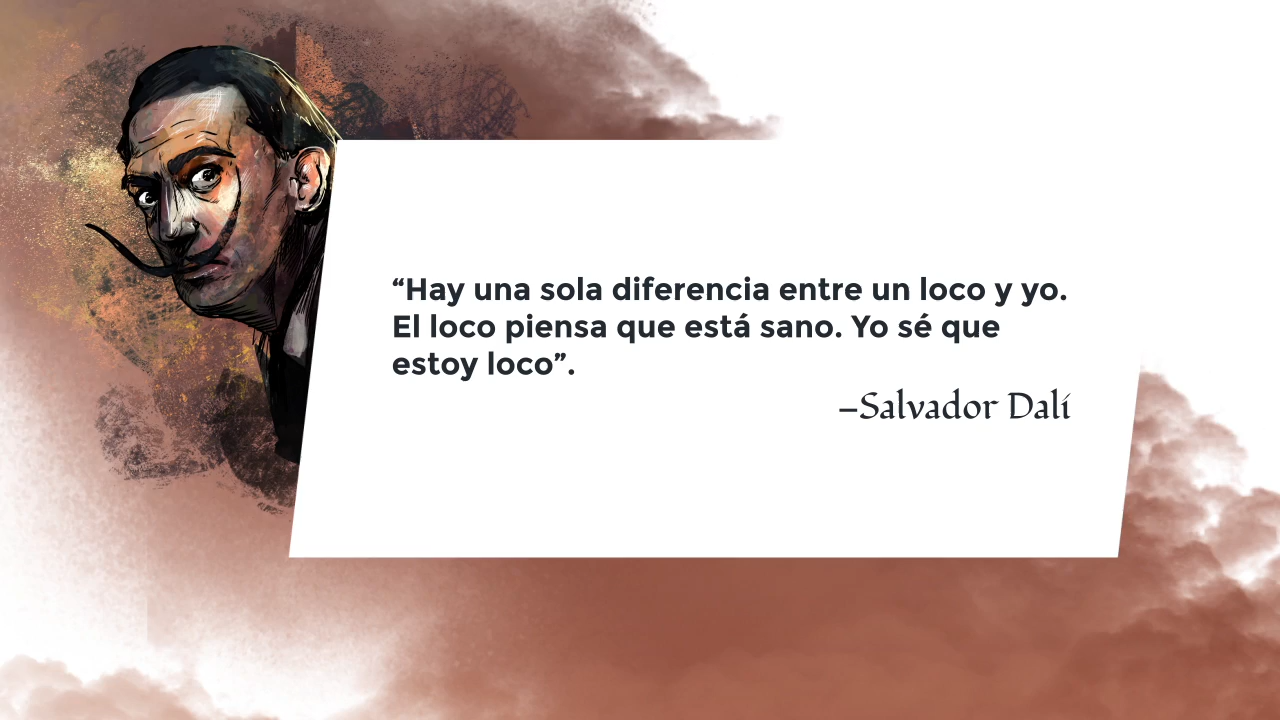 “Hay una sola diferencia entre un loco y yo.
El loco piensa que está sano. Yo sé que
estoy loco”.
–Salvador Dalí